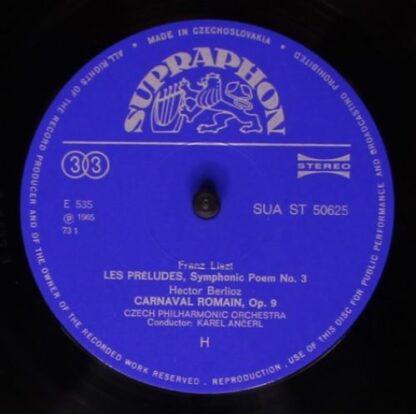 • MADE IN CZECHOSLOVAKIA •
ALL RIGHTS OF THE RECORD PRODUCER AND OF THE OWNER OF THE RECORDED WORK RESERVED . REPRODUCTION . USE OF THIS DISC FOR PUBLIC PERFORMANCE AND BROADCASTING PROHIBITED
SUPRAPHON
33
STEREO
E 535
SUA ST 50625
℗ 1965
73 1
Franz Liszt
LES PRÉLUDES, Symphonic Poem No. 3
Hector Berlioz
CARNAVAL ROMAIN, Op. 9
CZECH PHILHARMONIC ORCHESTRA
Conductor: KAREL ANČERL
H